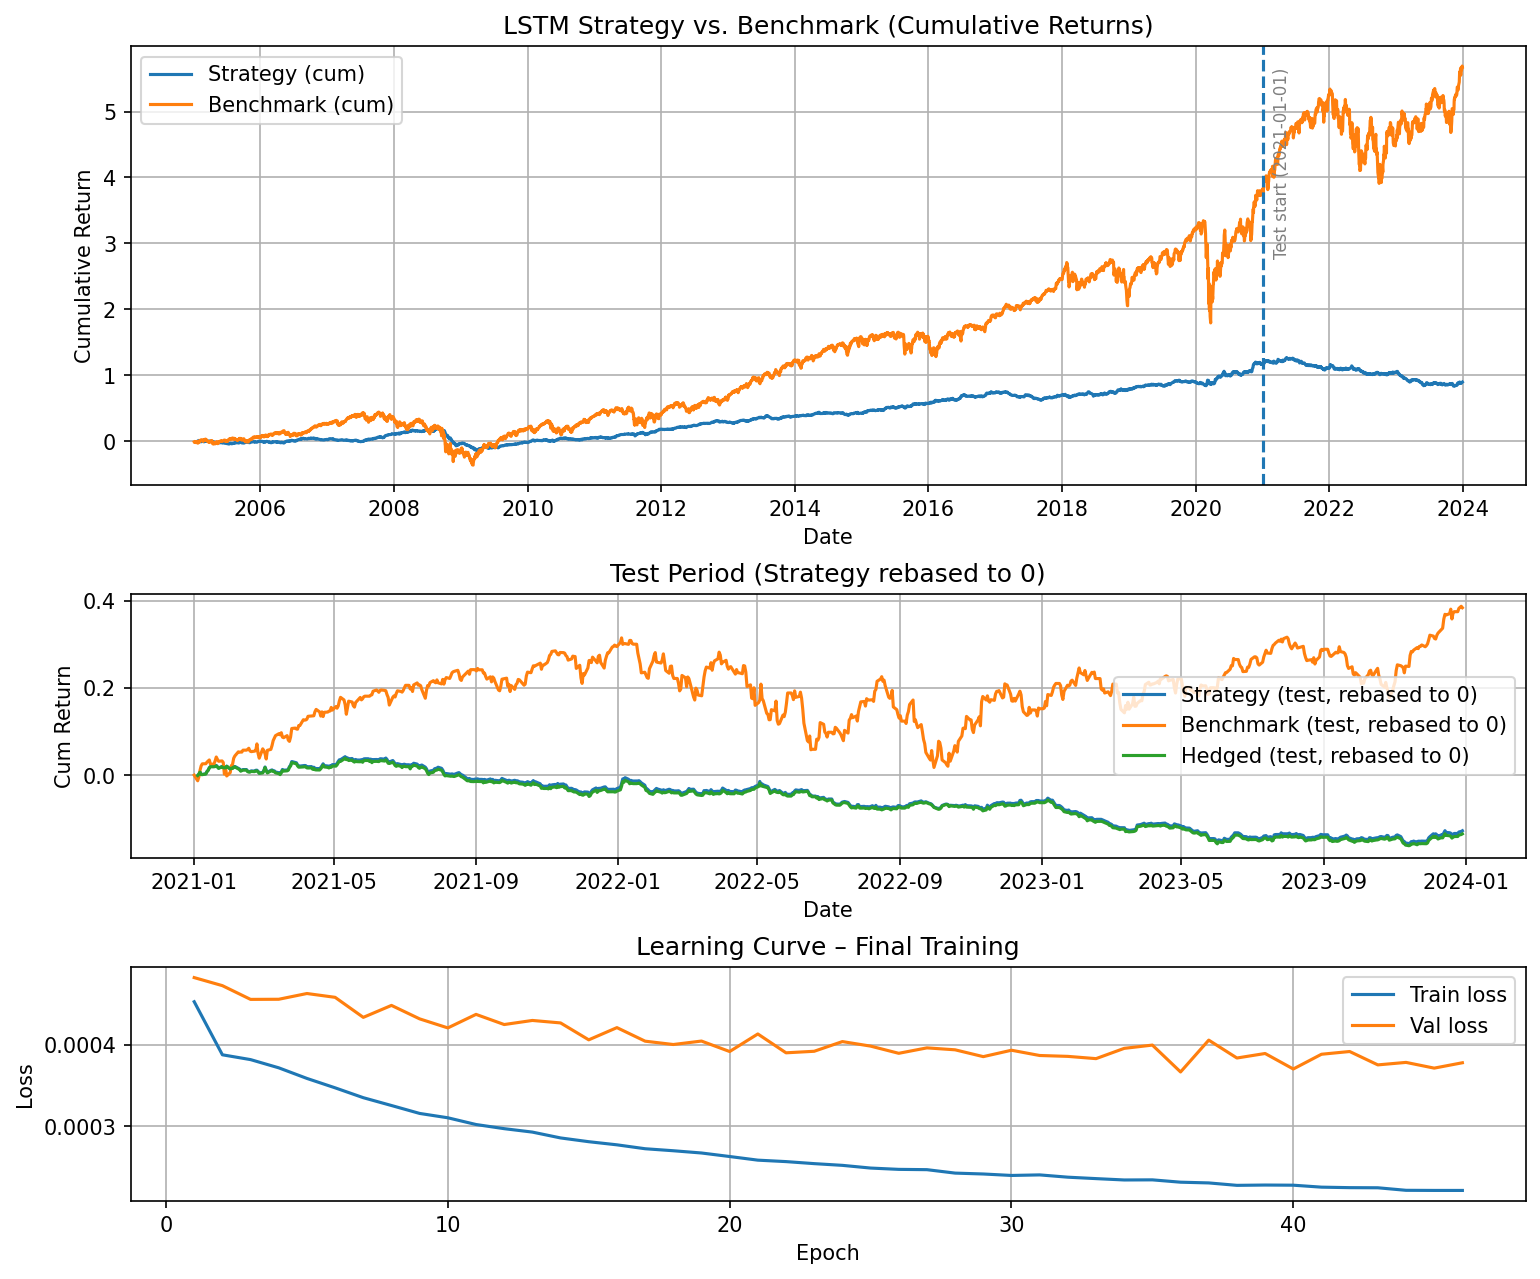 LSTM Strategy vs. Benchmark (Cumulative Returns)
Strategy (cum)
Benchmark (cum)
Test start (2021-01-01)
Cumulative Return
5
4
3
2
1
0
2006 2008 2010 2012 2014 2016 2018 2020 2022 2024
Date
Test Period (Strategy rebased to 0)
Cum Return
0.4
0.2
0.0
Strategy (test, rebased to 0)
Benchmark (test, rebased to 0)
Hedged (test, rebased to 0)
2021-01 2021-05 2021-09 2022-01 2022-05 2022-09 2023-01 2023-05 2023-09 2024-01
Date
Learning Curve – Final Training
Train loss
Val loss
Loss
0.0004
0.0003
0 10 20 30 40
Epoch